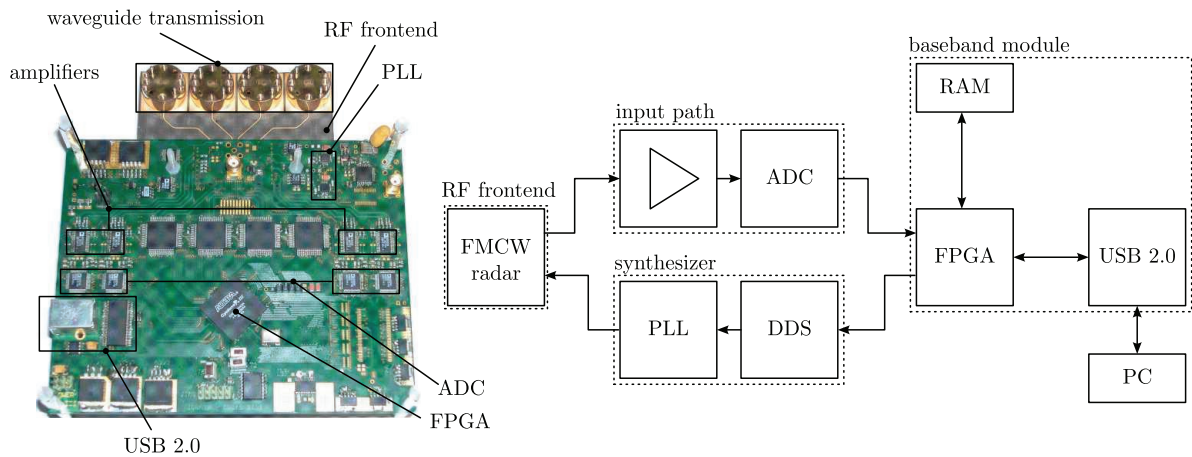 waveguide transmission
RF frontend
amplifiers
PLL
ADC
FPGA
USB 2.0
baseband module
RAM
input path
ADC
RF frontend
FMCW
radar
FPGA
USB 2.0
synthesizer
PLL
DDS
PC